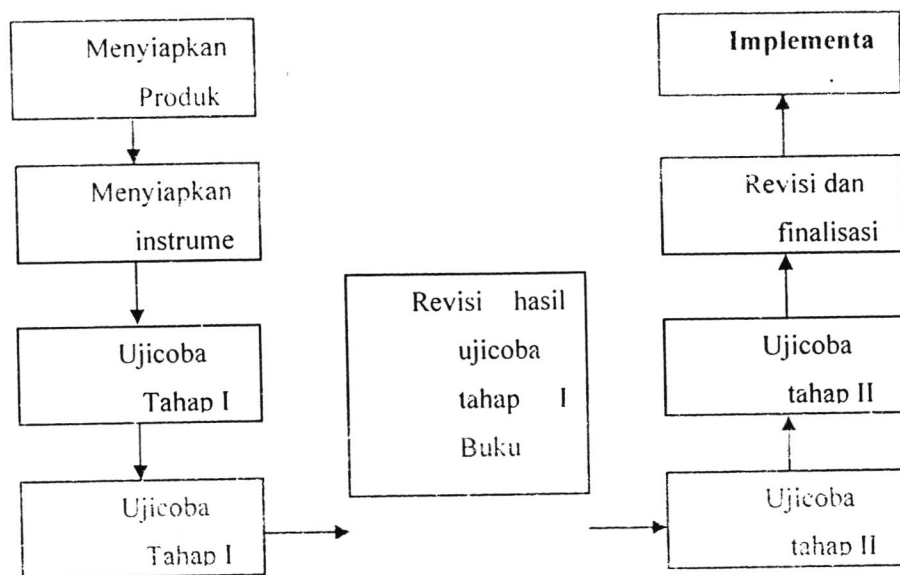 Menyiapkan
Produk
Menyiapkan
instrume
Ujicoba
Tahap I
Ujicoba
Tahap I
Revisi hasil
ujicoba
tahap I
Buku
Ujicoba
tahap II
Ujicoba
tahap II
Revisi dan
finalisasi
Implementa